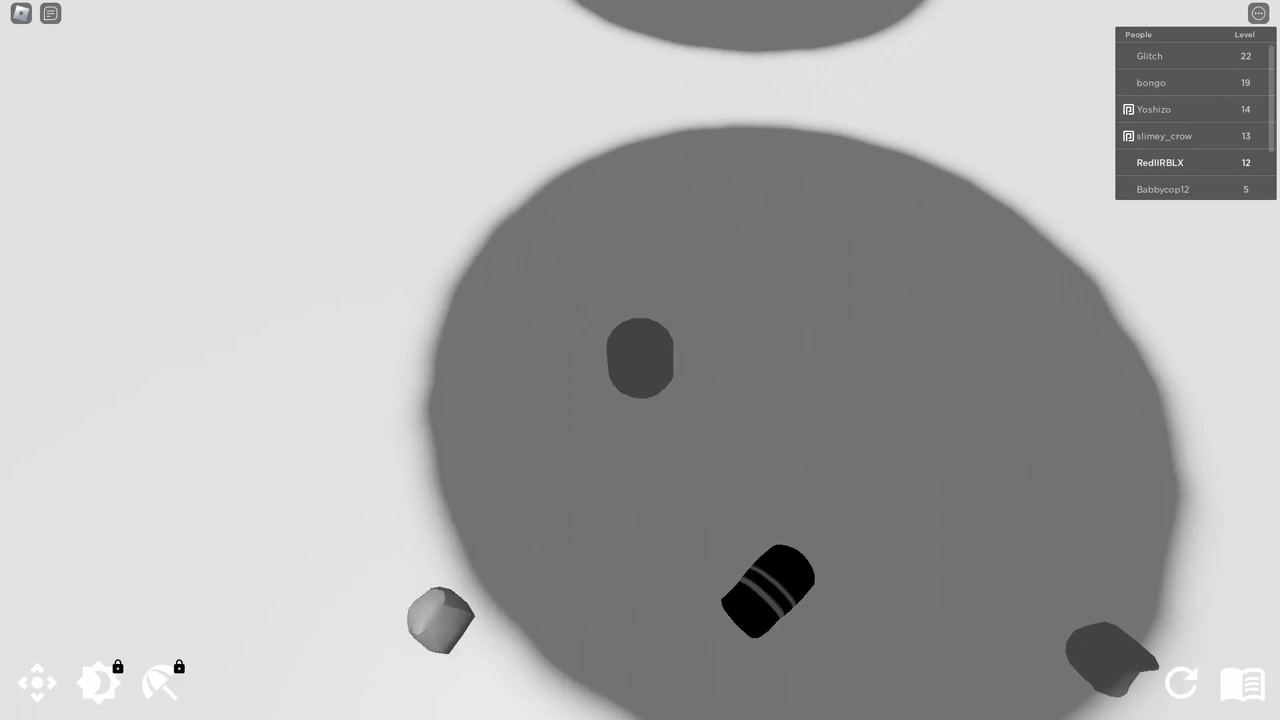 People Level
Glitch 22
bongo 19
Yoshizo 14
slimey_crow 13
RedIIRBLX 12
Babbycop12 5